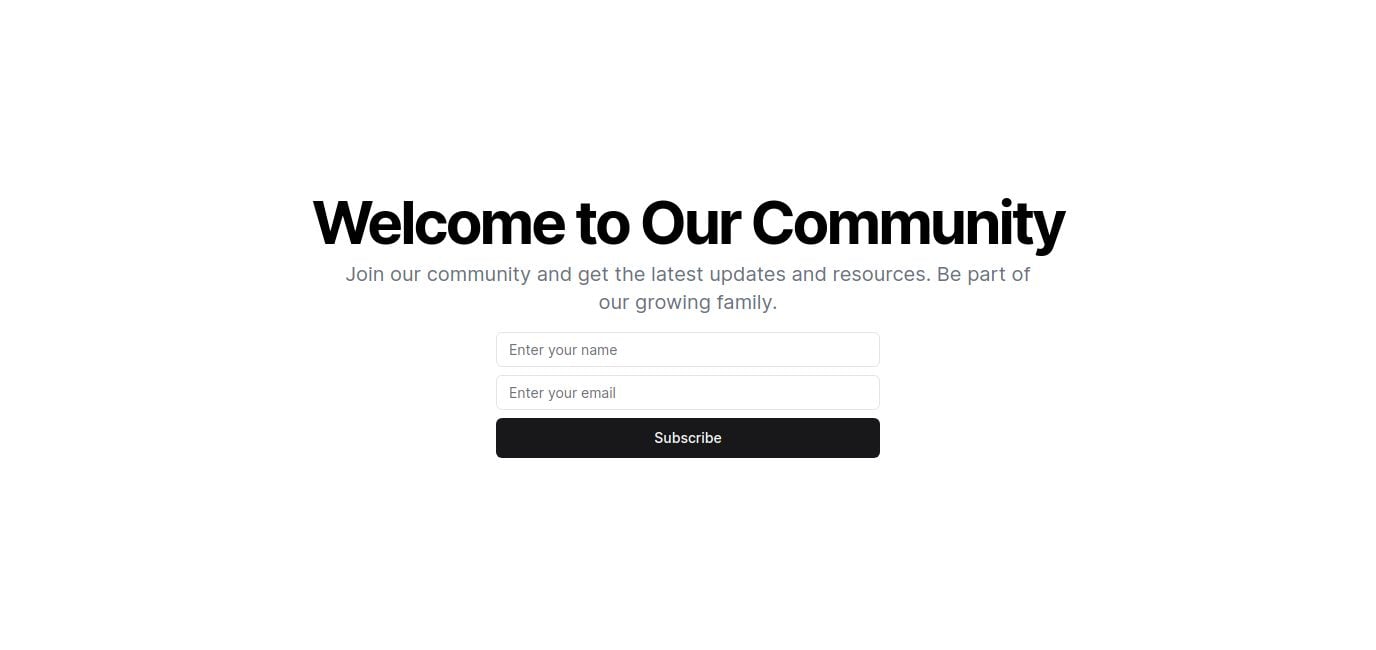 Welcome to Our Community
Join our community and get the latest updates and resources. Be part of
our growing family.
Enter your name
Enter your email
Subscribe